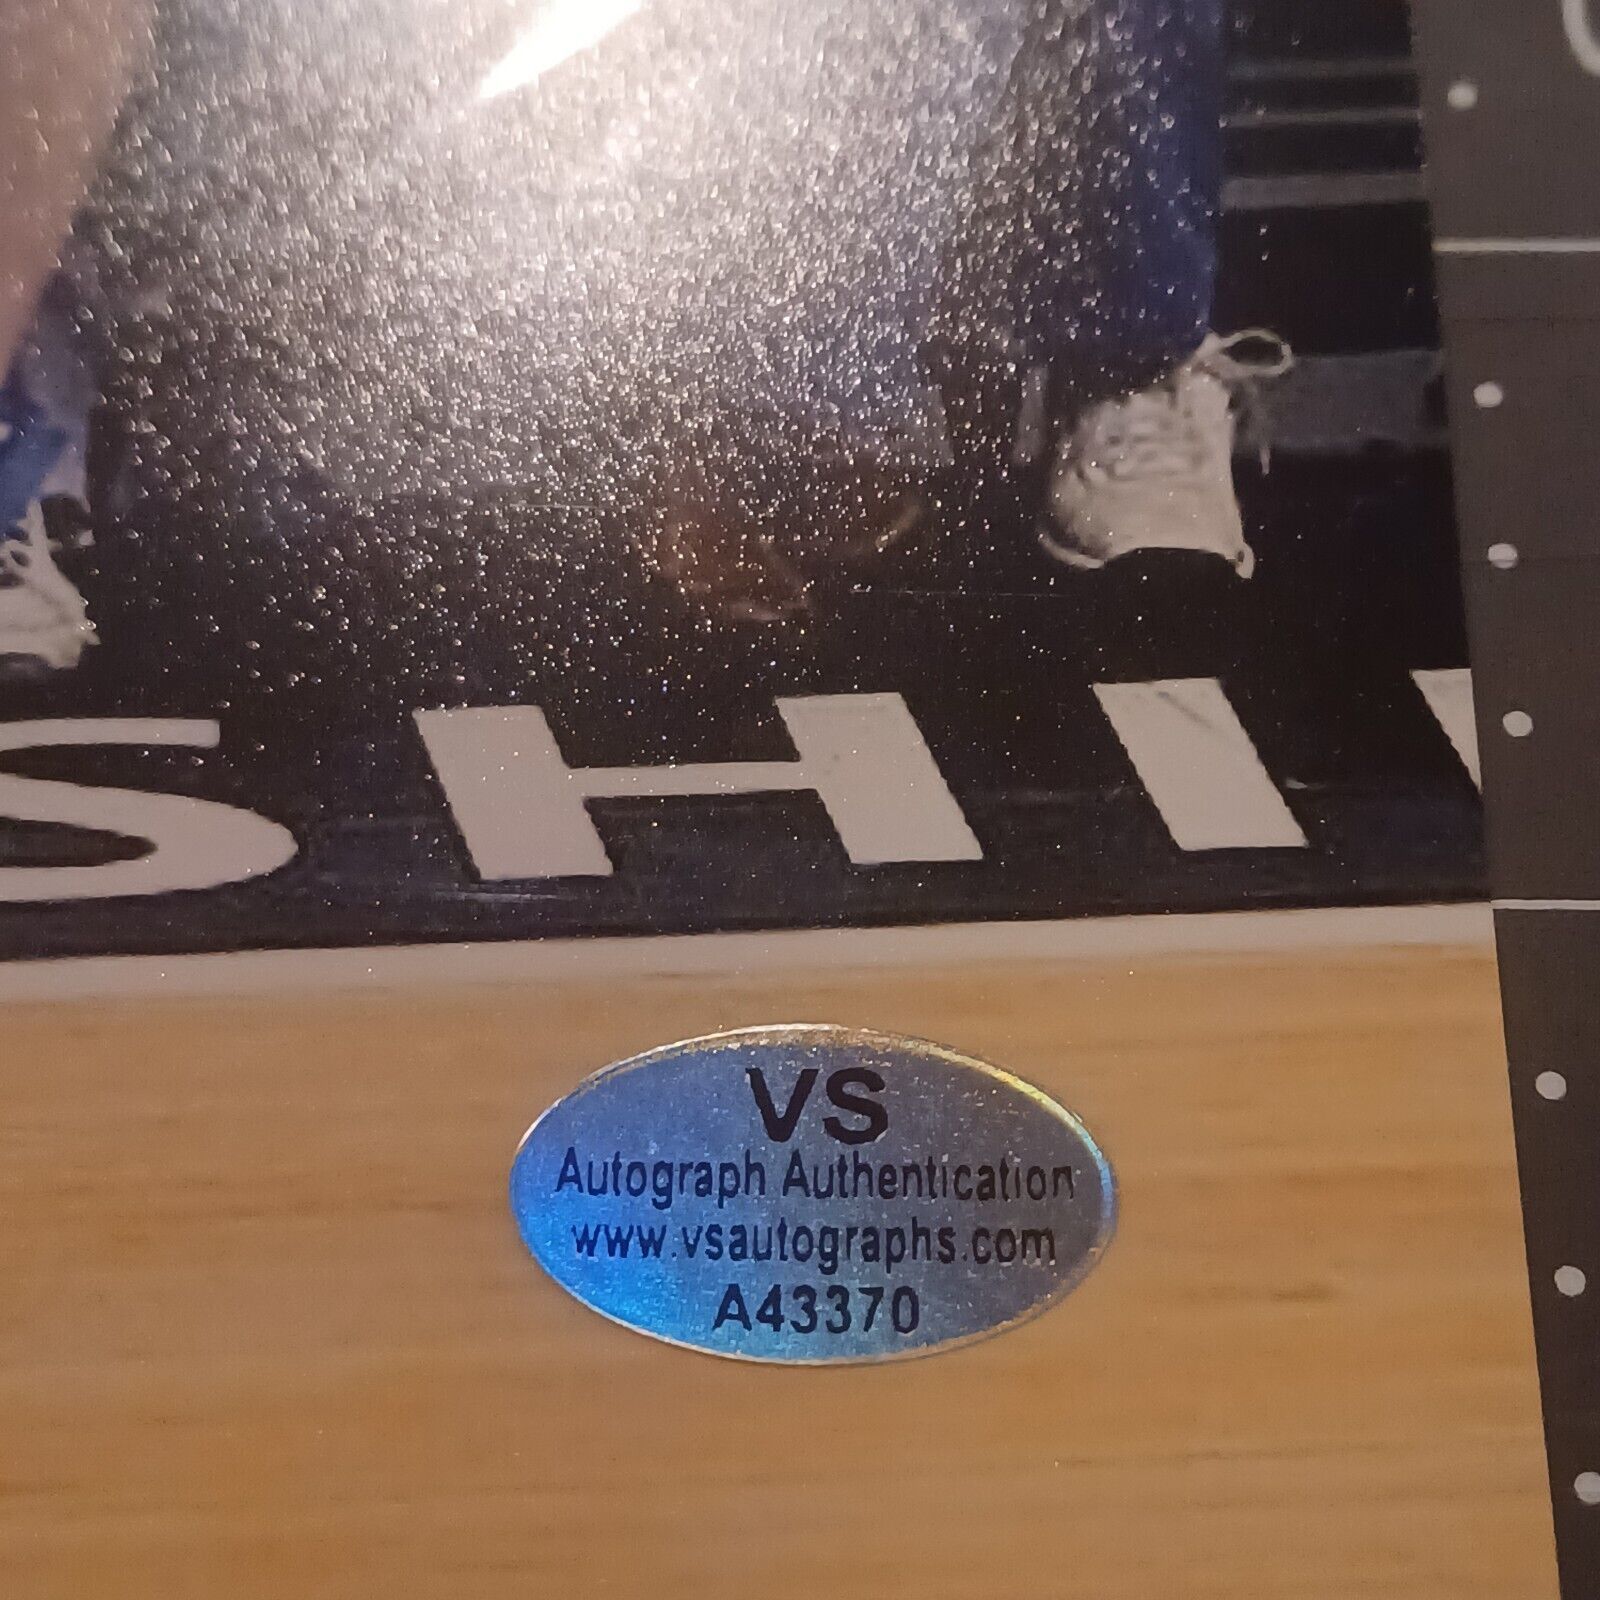 SHI
VS
Autograph Authentication
www.vsautographs.com
A43370